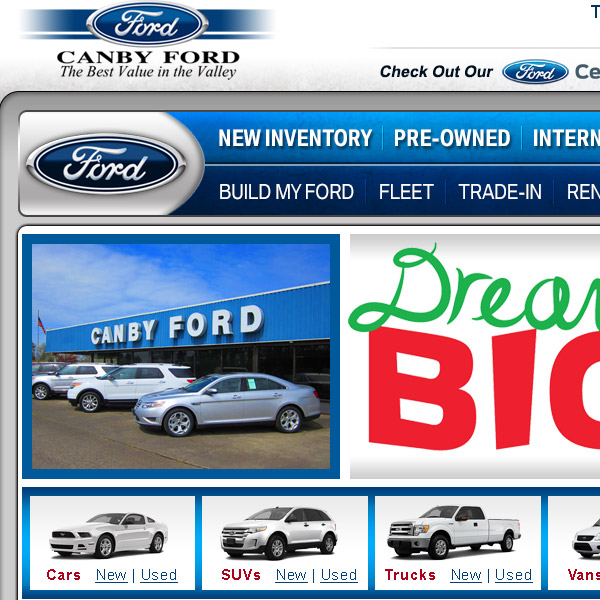 Ford
CANBY FORD
The Best Value in the Valley
T
Check Out Our Ford Ce
Ford
NEW INVENTORY | PRE-OWNED | INTERN
BUILD MY FORD | FLEET | TRADE-IN | REN
CANBY FORD
Drea
BIG
Cars New | Used
SUVs New | Used
Trucks New | Used
Vans